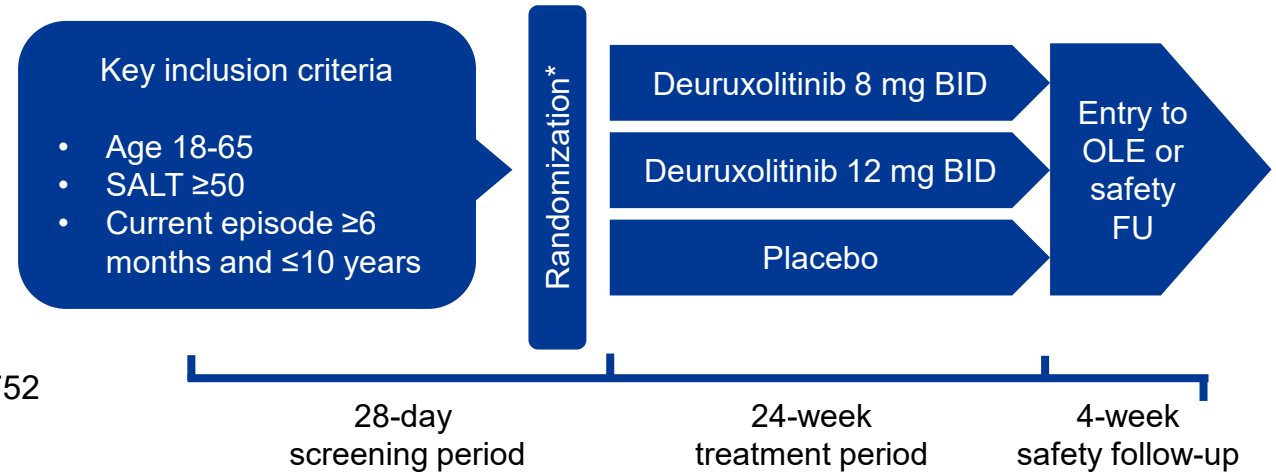 Key inclusion criteria
• Age 18-65
• SALT ≥50
• Current episode ≥6
months and ≤10 years
Randomization*
Deuruxolitinib 8 mg BID
Deuruxolitinib 12 mg BID
Placebo
Entry to
OLE or
safety
FU
752
28-day
screening period
24-week
treatment period
4-week
safety follow-up